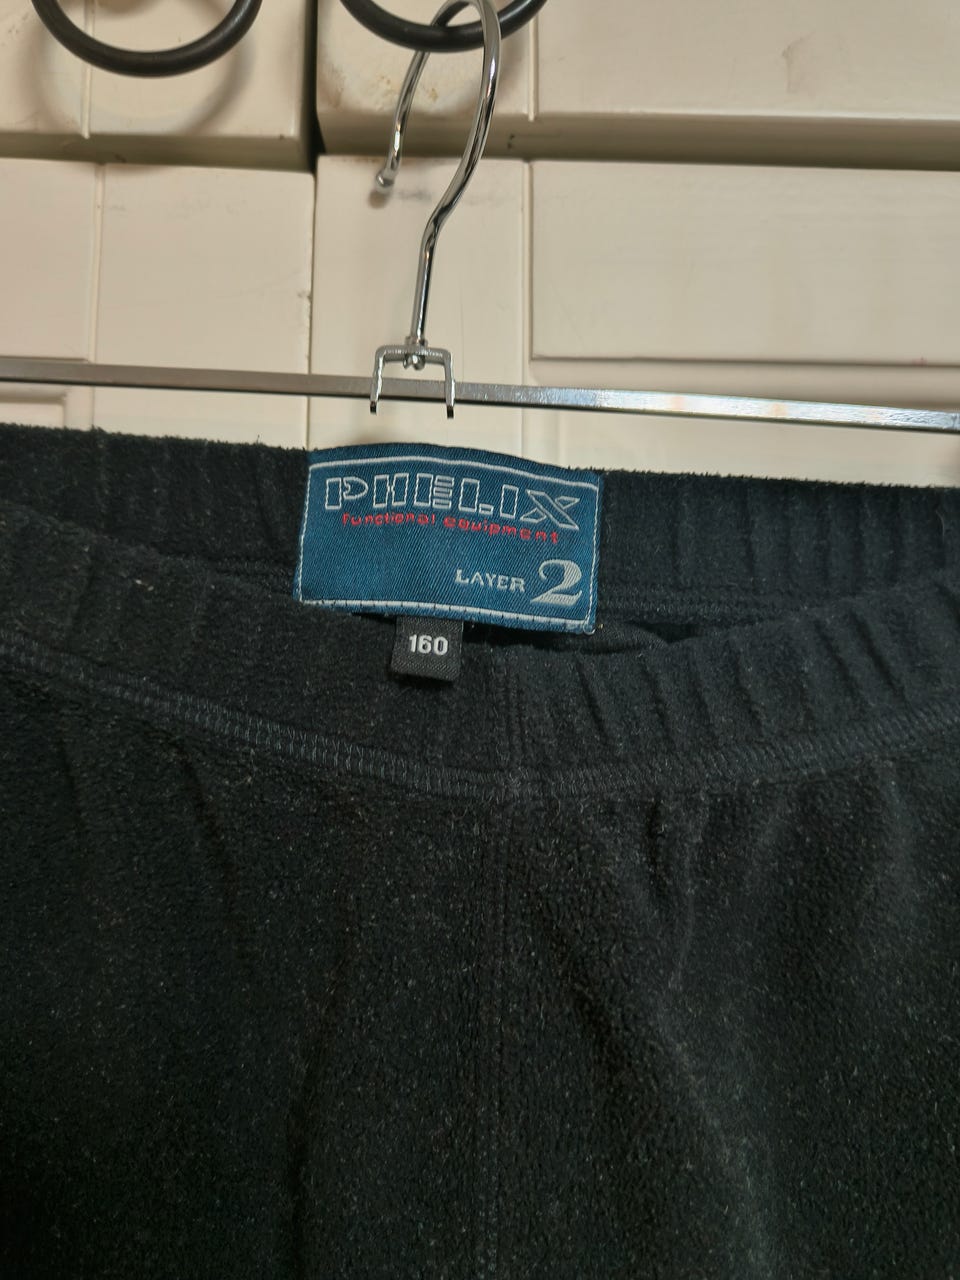 PHELIX
functional equipment
LAYER 2
160